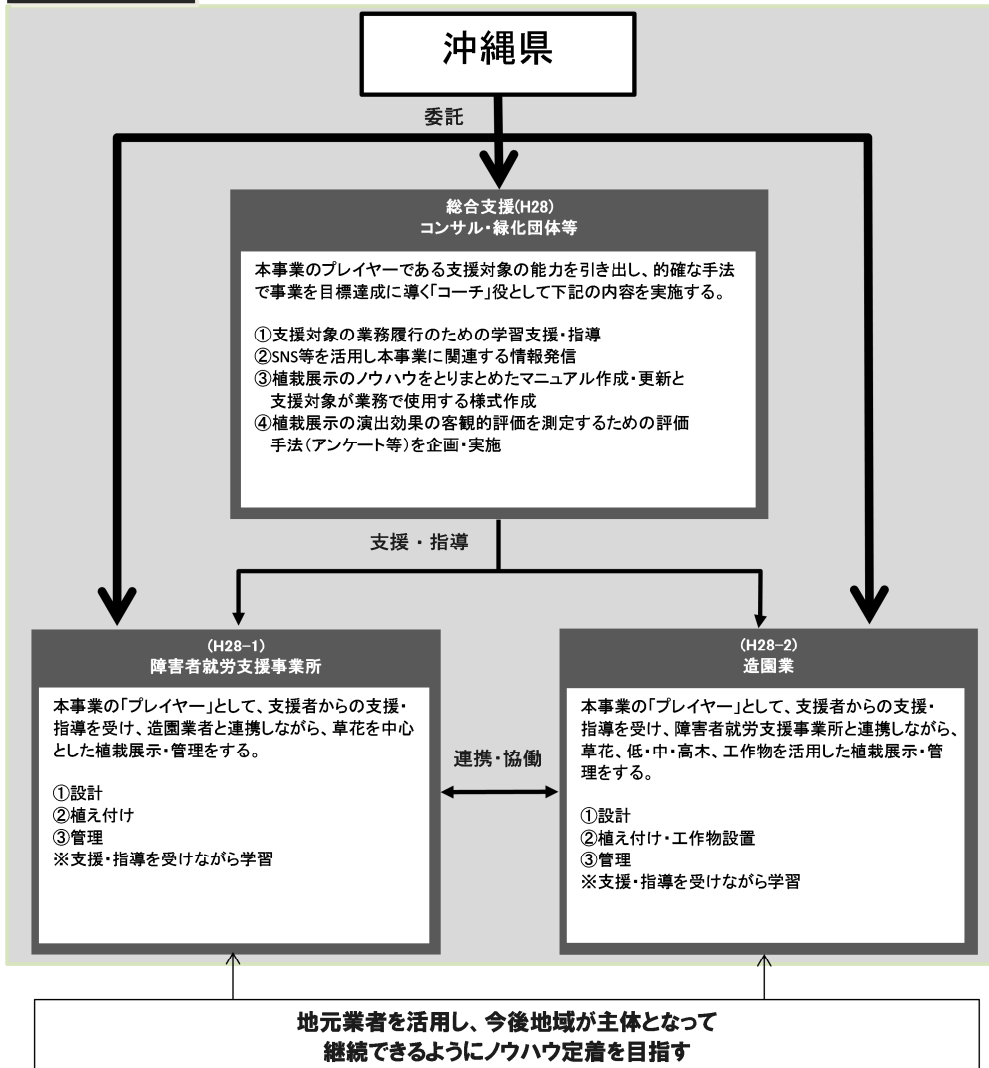 沖縄県
委託
総合支援(H28)
コンサル・緑化団体等
本事業のプレイヤーである支援対象の能力を引き出し、的確な手法
で事業を目標達成に導く「コーチ」役として下記の内容を実施する。
①支援対象の業務履行のための学習支援・指導
②SNS等を活用し本事業に関連する情報発信
③植栽展示のノウハウをとりまとめたマニュアル作成・更新と
支援対象が業務で使用する様式作成
④植栽展示の演出効果の客観的評価を測定するための評価
手法(アンケート等)を企画・実施
支援・指導
(H28-1)
障害者就労支援事業所
本事業の「プレイヤー」として、支援者からの支援・
指導を受け、造園業者と連携しながら、草花を中心
とした植栽展示・管理をする。
①設計
②植え付け
③管理
※支援・指導を受けながら学習
連携・協働
(H28-2)
造園業
本事業の「プレイヤー」として、支援者からの支援・
指導を受け、障害者就労支援事業所と連携しながら、
草花、低・中・高木、工作物を活用した植栽展示・管
理をする。
①設計
②植え付け・工作物設置
③管理
※支援・指導を受けながら学習
地元業者を活用し、今後地域が主体となって
継続できるようにノウハウ定着を目指す